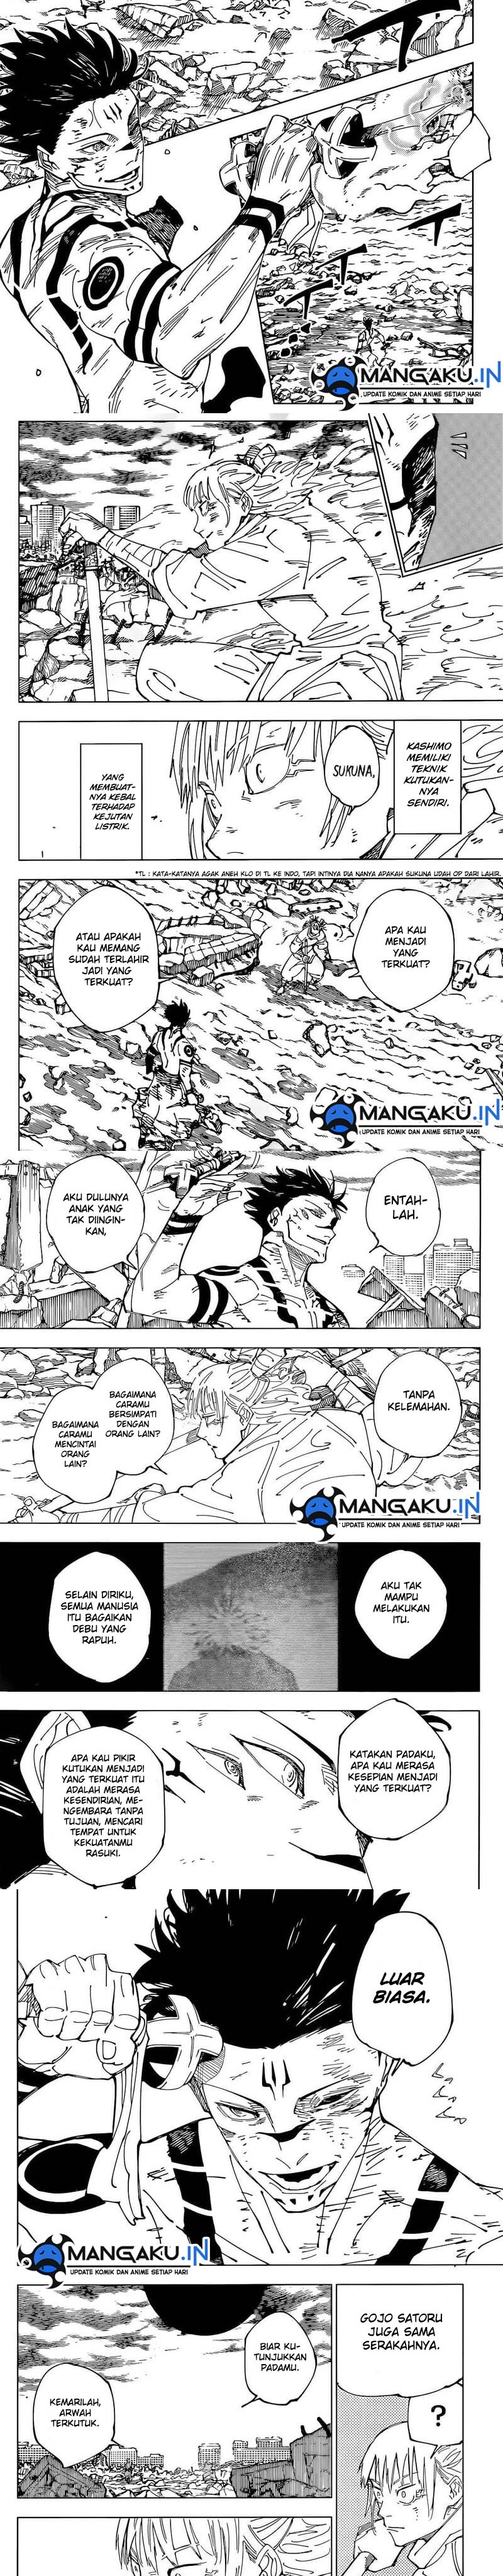 MANGAKU.IN
UPDATE KOMIK DAN ANIME SETIAP HARI
KASHIMO
MEMILIKI
TEKNIK
KUTUKAN-
NYA
SENDIRI.
SUKUNA,
YANG
MEMBUAT-
NYA KEBAL
TERHADAP
KEJUTAN
LISTRIK.
*TL : KATA-KATANYA AGAK ANEH KLO DI TL KE INDO, TAPI INTINYA DIA NANYA APAKAH SUKUNA UDAH OP DARI LAHIR.
APA KAU
MENJADI
YANG
TERKUAT?
ATAU APAKAH
KAU MEMANG
SUDAH TERLAHIR
JADI YANG
TERKUAT?
MANGAKU.IN
UPDATE KOMIK DAN ANIME SETIAP HARI
ENTAH-
LAH.
AKU DULUNYA
ANAK YANG
TAK DIINGIN-
KAN,
TANPA
KELEMAHAN.
BAGAIMANA
CARAMU
BERSIMPATI
DENGAN
ORANG LAIN?
BAGAIMANA
CARAMU
MENCINTAI
ORANG
LAIN?
MANGAKU.IN
UPDATE KOMIK DAN ANIME SETIAP HARI
AKU TAK
MAMPU
MELAKUKAN
ITU.
SELAIN DIRIKU,
SEMUA MANUSIA
ITU BAGAIKAN
DEBU YANG
RAPUH.
KATAKAN PADAKU,
APA KAU MERASA
KESEPIAN MENJADI
YANG TERKUAT?
APA KAU PIKIR
KUTUKAN MENJADI
YANG TERKUAT ITU
ADALAH MERASA
KESENDIRIAN, ME-
NGEMBARA TANPA
TUJUAN, MENCARI
TEMPAT UNTUK
KEKUATANMU
RASUKI.
LUAR
BIASA.
MANGAKU.IN
UPDATE KOMIK DAN ANIME SETIAP HARI
GOJO SATORU
JUGA SAMA
SERAKAHNYA.
?
BIAR KU-
TUNJUKKAN
PADAMU.
KEMARILAH,
ARWAH
TERKUTUK.